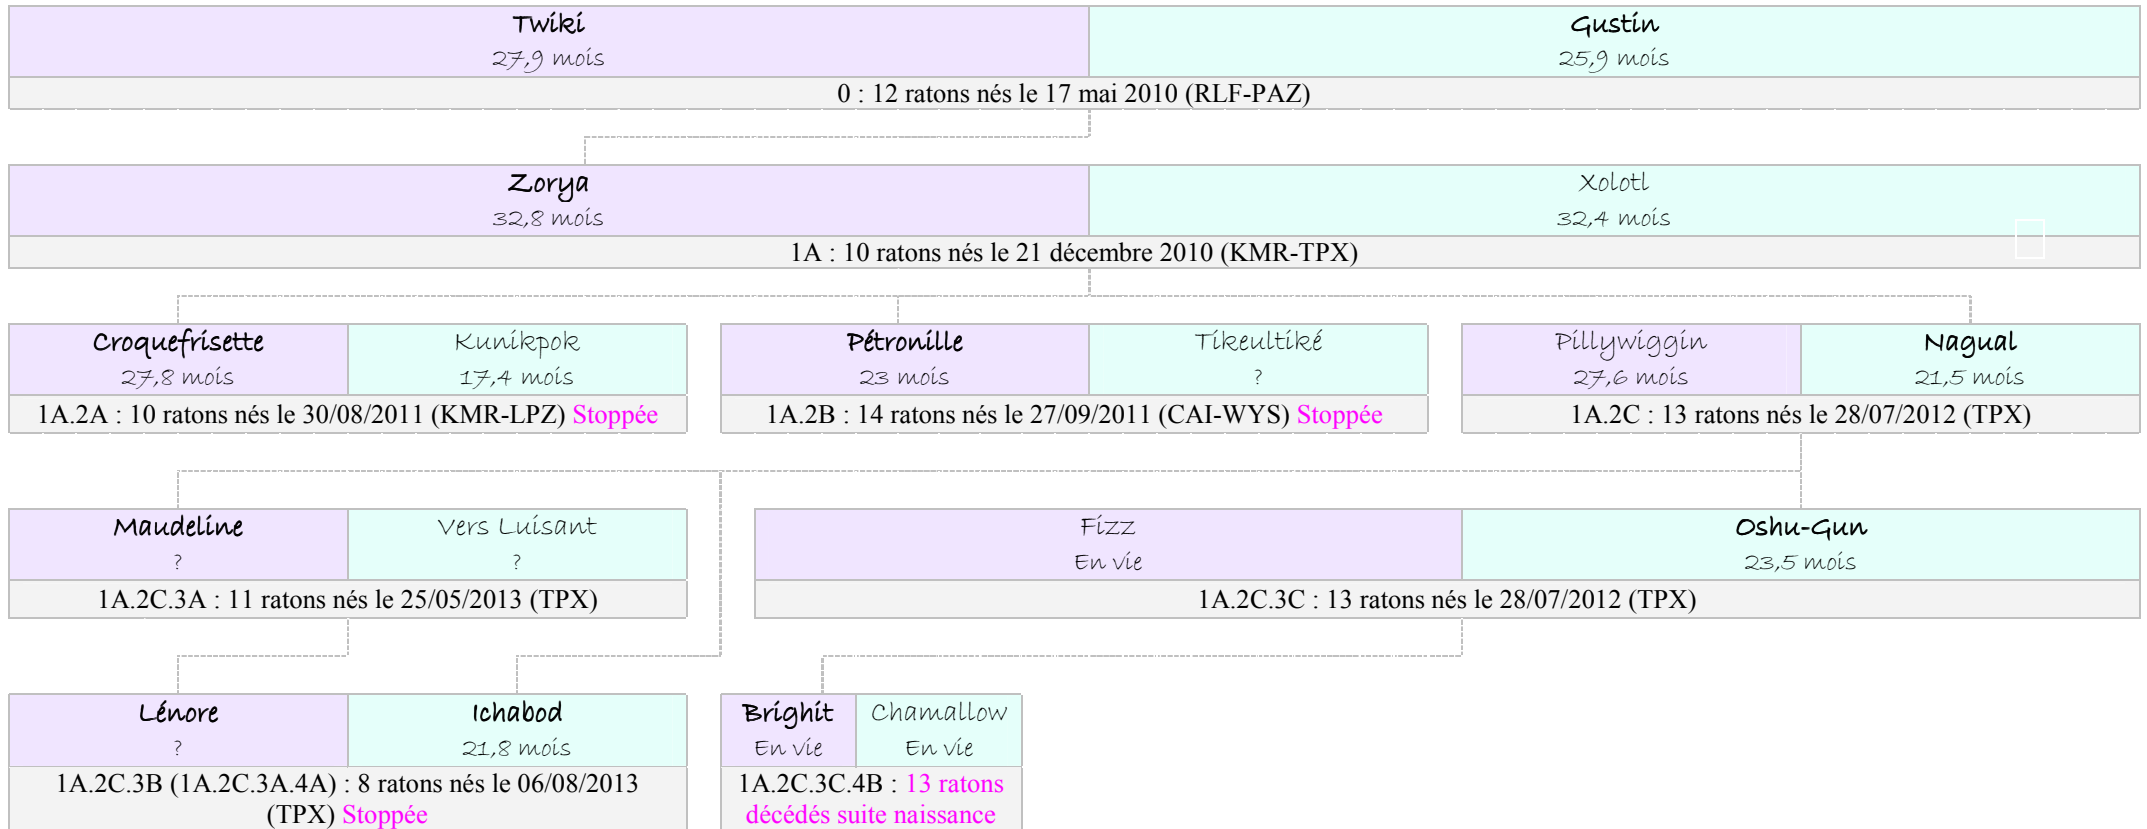 Twiki
27,9 mois
Gustin
25,9 mois
0 : 12 ratons nés le 17 mai 2010 (RLF-PAZ)
Zorya
32,8 mois
Xolotl
32,4 mois
1A : 10 ratons nés le 21 décembre 2010 (KMR-TPX)
Croquefrisette
27,8 mois
Kunikpok
17,4 mois
1A.2A : 10 ratons nés le 30/08/2011 (KMR-LPZ) Stoppée
Pétronille
23 mois
Tikeultiké
?
1A.2B : 14 ratons nés le 27/09/2011 (CAI-WYS) Stoppée
Pillywiggin
27,6 mois
Nagual
21,5 mois
1A.2C : 13 ratons nés le 28/07/2012 (TPX)
Maudeline
?
Vers Luisant
?
1A.2C.3A : 11 ratons nés le 25/05/2013 (TPX)
Fizz
En vie
Oshu-Gun
23,5 mois
1A.2C.3C : 13 ratons nés le 28/07/2012 (TPX)
Lénore
?
Ichabod
21,8 mois
1A.2C.3B (1A.2C.3A.4A) : 8 ratons nés le 06/08/2013
(TPX) Stoppée
Brighit
En vie
Chamallow
En vie
1A.2C.3C.4B : 13 ratons
décédés suite naissance